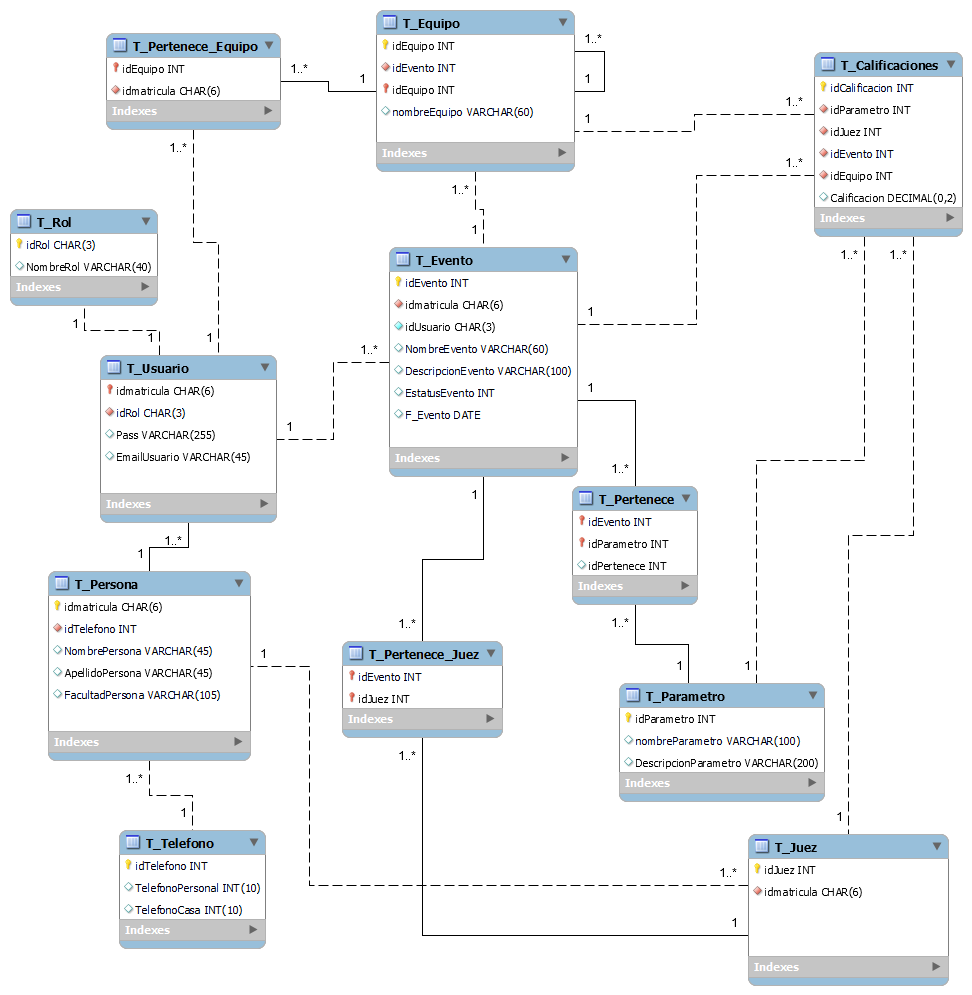 T_Equipo
idEquipo INT
idEvento INT
idEquipo INT
nombreEquipo VARCHAR(60)
Indexes
1..*
1
T_Pertenece_Equipo
idEquipo INT
idmatricula CHAR(6)
Indexes
1..*
1
1..*
1
T_Calificaciones
idCalificacion INT
idParametro INT
idJuez INT
idEvento INT
idEquipo INT
Calificacion DECIMAL(0,2)
Indexes
1..*
1
1..*
1
1..*
1..*
1..*
1
T_Rol
idRol CHAR(3)
NombreRol VARCHAR(40)
Indexes
1
1
T_Evento
idEvento INT
idmatricula CHAR(6)
idUsuario CHAR(3)
NombreEvento VARCHAR(60)
DescripcionEvento VARCHAR(100)
EstatusEvento INT
F_Evento DATE
Indexes
1..*
1
T_Usuario
idmatricula CHAR(6)
idRol CHAR(3)
Pass VARCHAR(255)
EmailUsuario VARCHAR(45)
Indexes
1
1..*
1
1..*
T_Pertenece
idEvento INT
idParametro INT
idPertenece INT
Indexes
1..*
1
1
T_Persona
idmatricula CHAR(6)
idTelefono INT
NombrePersona VARCHAR(45)
ApellidoPersona VARCHAR(45)
FacultadPersona VARCHAR(105)
Indexes
1
1..*
1
1..*
T_Pertenece_Juez
idEvento INT
idJuez INT
Indexes
1..*
T_Parametro
idParametro INT
nombreParametro VARCHAR(100)
DescripcionParametro VARCHAR(200)
Indexes
1
T_Telefono
idTelefono INT
TelefonoPersonal INT(10)
TelefonoCasa INT(10)
Indexes
1
T_Juez
idJuez INT
idmatricula CHAR(6)
Indexes
1..*
1